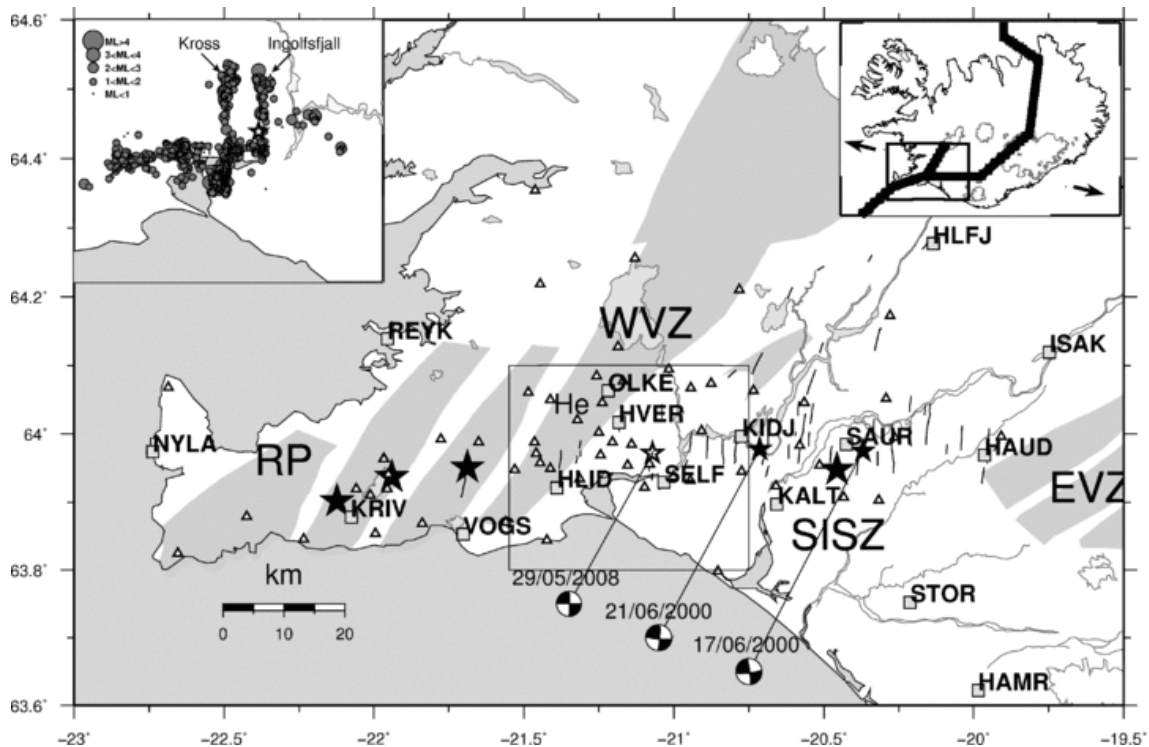 64.6˚
64.4˚
64.2˚
64˚
63.8˚
63.6˚
ML>4
3<ML<4
2<ML<3
1<ML<2
ML<1
Kross
Ingolfsfjall
HLFJ
WVZ
REYK
ISAK
OLKE
He
HVER
KIDJ
SAUR
NYLA
RP
HAUD
HLID
SELF
EVZ
KRIV
KALT
VOGS
SISZ
km
0 10 20
29/05/2008
21/06/2000
17/06/2000
STOR
HAMR
−23˚ −22.5˚ −22˚ −21.5˚ −21˚ −20.5˚ −20˚ −19.5˚